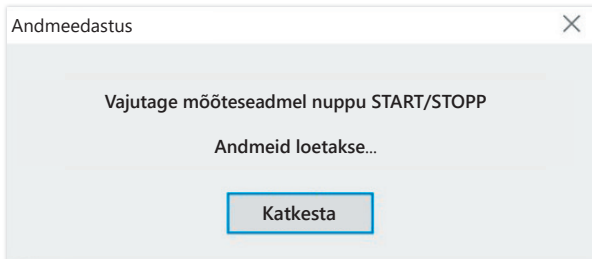 Andmeedastus
Vajutage mõõteseadmel nuppu START/STOPP
Andmeid loetakse...
Katkesta